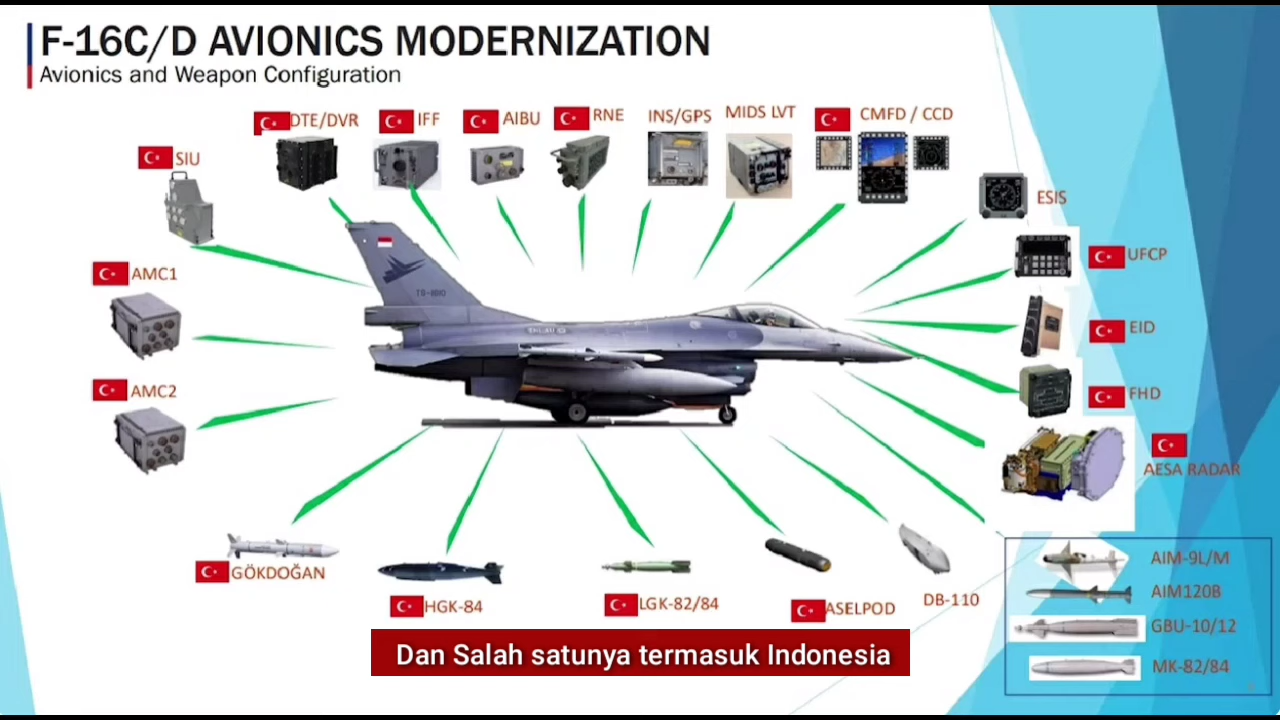 F-16C/D AVIONICS MODERNIZATION
Avionics and Weapon Configuration
DTE/DVR
IFF
AIBU
RNE
INS/GPS
MIDS LVT
CMFD / CCD
SIU
ESIS
UFCP
AMC1
EID
AMC2
FHD
AESA RADAR
GÖKDOĞAN
HGK-84
LGK-82/84
ASELPOD
DB-110
AIM-9L/M
AIM120B
GBU-10/12
MK-82/84
Dan Salah satunya termasuk Indonesia